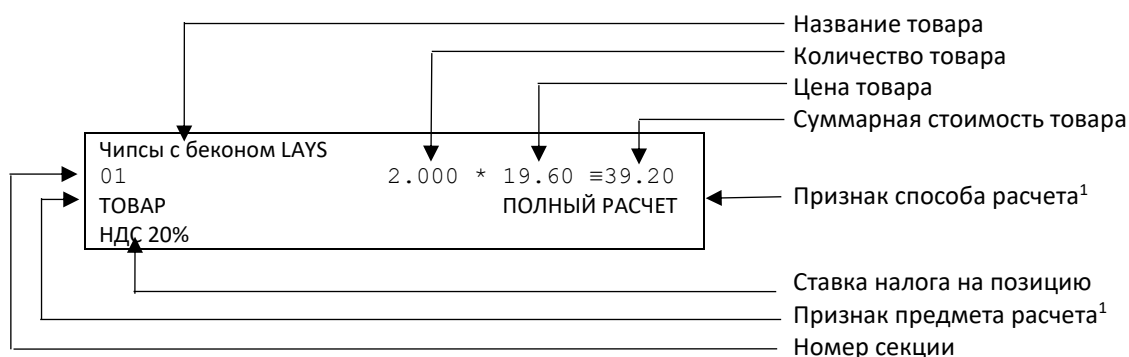 Название товара
Количество товара
Цена товара
Суммарная стоимость товара
Чипсы с беконом LAYS
01 2.000 * 19.60 ≡39.20
ТОВАР ПОЛНЫЙ РАСЧЕТ
Признак способа расчета¹
НДС 20%
Ставка налога на позицию
Признак предмета расчета¹
Номер секции